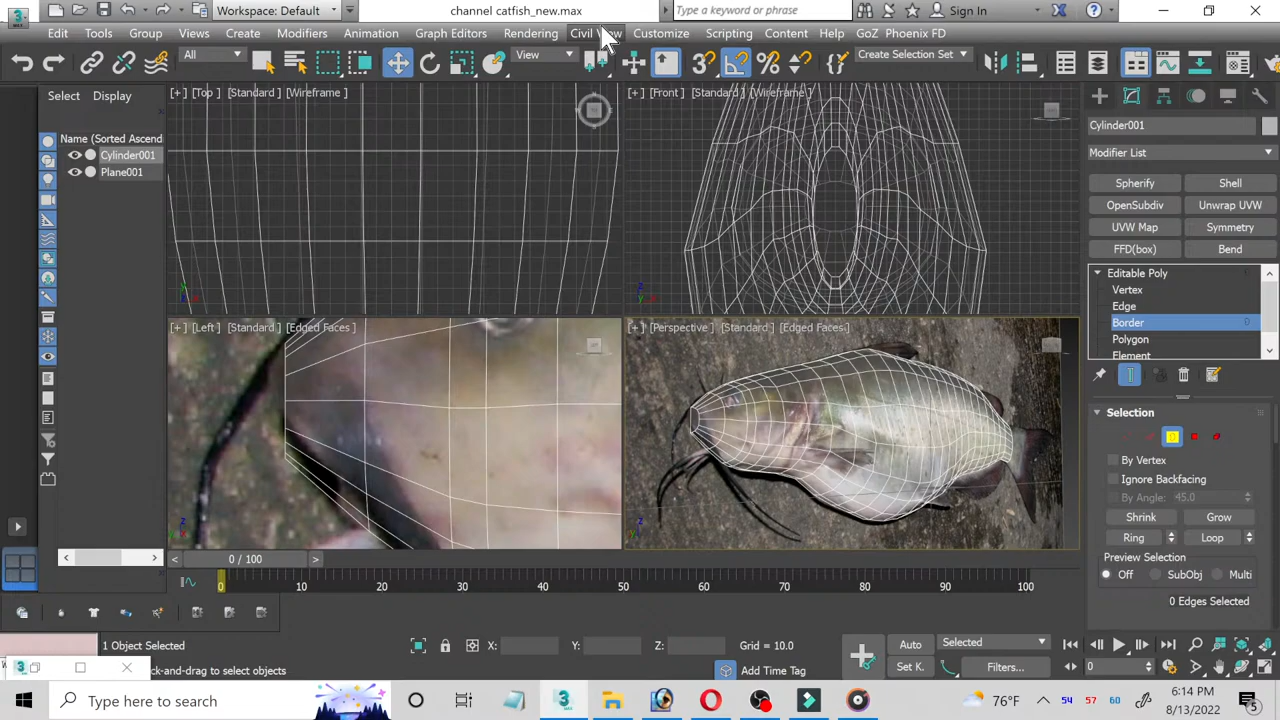 Workspace: Default
channel catfish_new.max
Type a keyword or phrase
Sign In
Edit Tools Group Views Create Modifiers Animation Graph Editors Rendering Civil View Customize Scripting Content Help GoZ Phoenix FD
All
View
Create Selection Set
Select Display
Name (Sorted Ascend
Cylinder001
Plane001
[+] [Top] [Standard] [Wireframe]
[+] [Front] [Standard] [Wireframe]
[+] [Left] [Standard] [Edged Faces]
[+] [Perspective] [Standard] [Edged Faces]
Cylinder001
Modifier List
Spherify Shell
OpenSubdiv Unwrap UVW
UVW Map Symmetry
FFD(box) Bend
Editable Poly
Vertex
Edge
Border
Polygon
Element
Selection
By Vertex
Ignore Backfacing
By Angle: 45.0
Shrink Grow
Ring Loop
Preview Selection
Off SubObj Multi
0 Edges Selected
0 / 100
0 10 20 30 40 50 60 70 80 90 100
1 Object Selected
X: Y: Z: Grid = 10.0
Auto Selected
Set K. Filters...
0
ck-and-drag to select objects
Add Time Tag
Type here to search
76°F
54 57 0
6:14 PM
8/13/2022
5